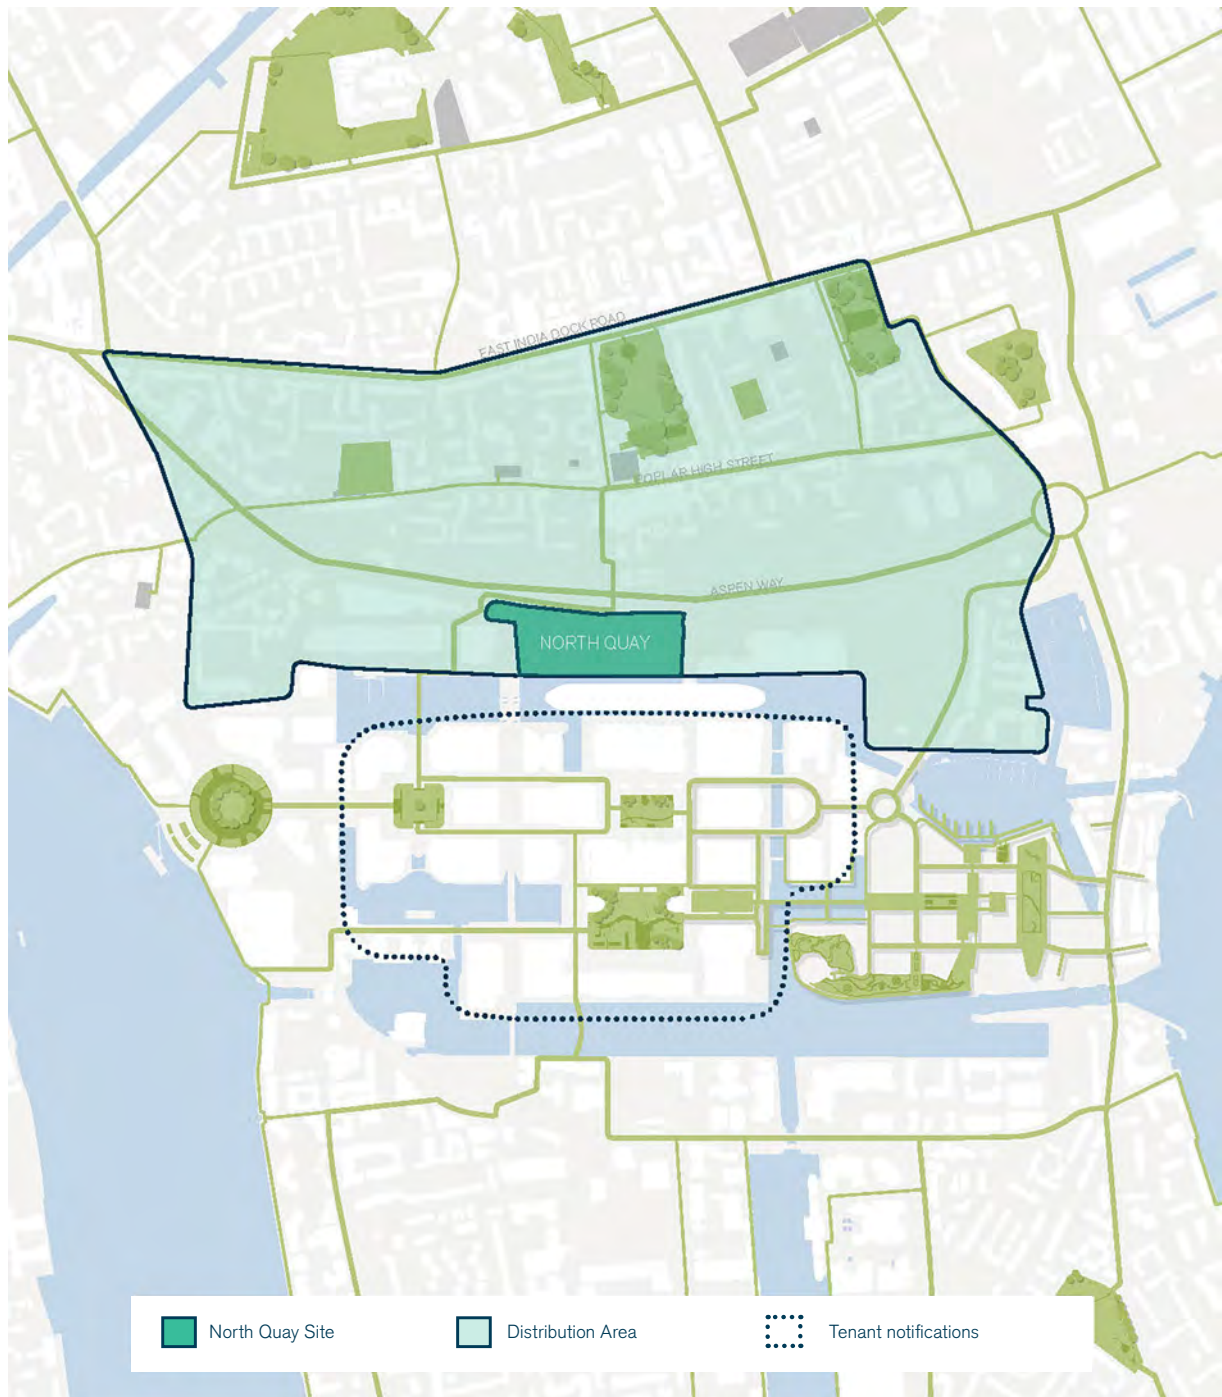 EAST INDIA DOCK ROAD
POPLAR HIGH STREET
ASPEN WAY
NORTH QUAY
North Quay Site
Distribution Area
Tenant notifications